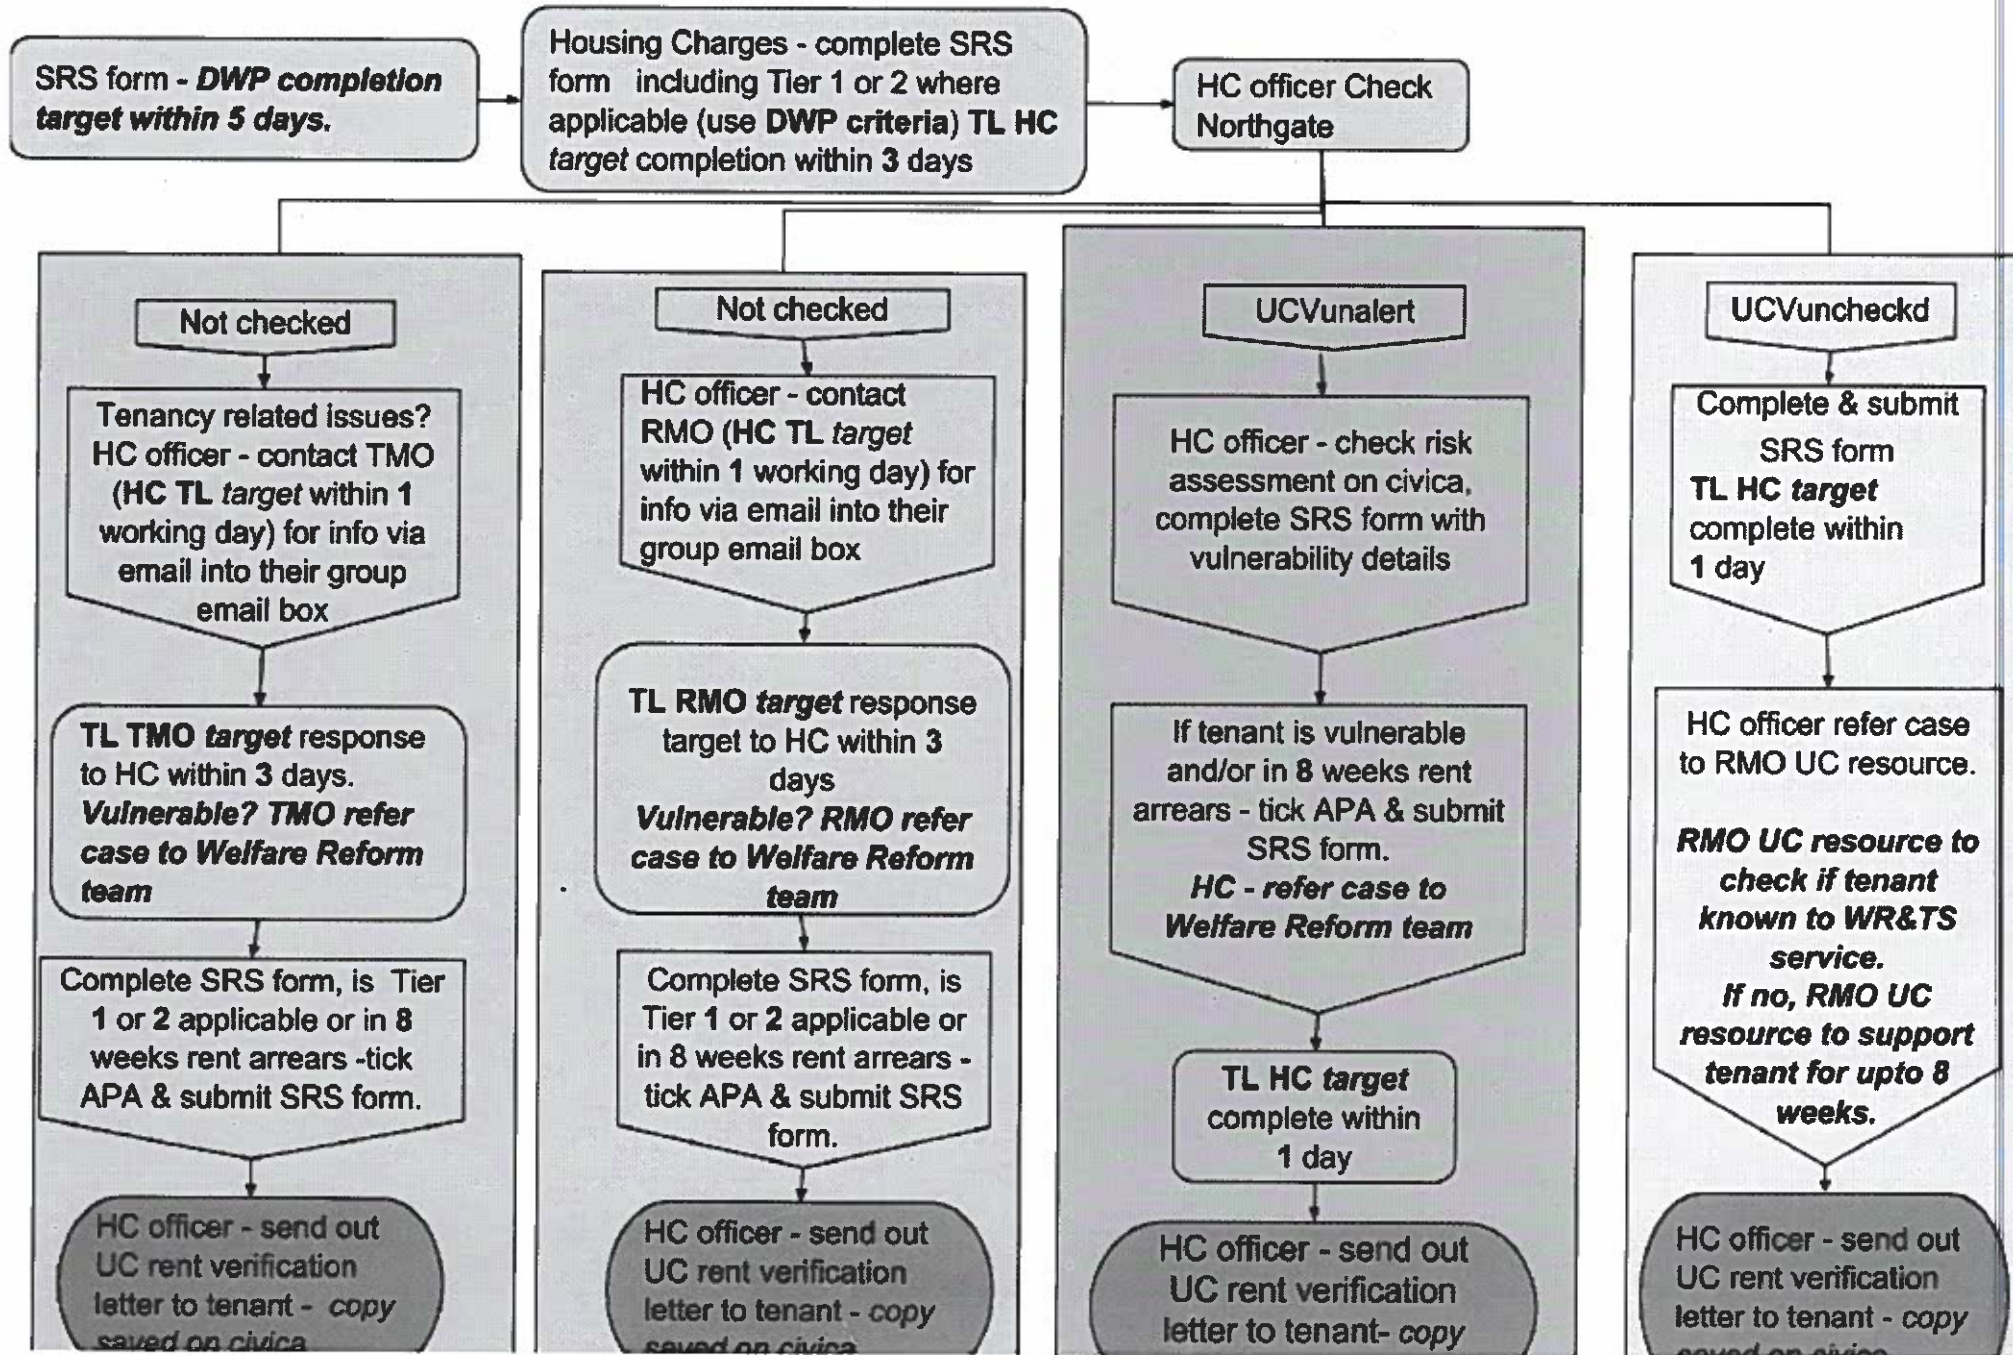 SRS form - DWP completion
target within 5 days.
Housing Charges - complete SRS
form including Tier 1 or 2 where
applicable (use DWP criteria) TL HC
target completion within 3 days
HC officer Check
Northgate
Not checked
Tenancy related issues?
HC officer - contact TMO
(HC TL target within 1
working day) for info via
email into their group
email box
TL TMO target response
to HC within 3 days.
Vulnerable? TMO refer
case to Welfare Reform
team
Complete SRS form, is Tier
1 or 2 applicable or in 8
weeks rent arrears -tick
APA & submit SRS form.
HC officer - send out
UC rent verification
letter to tenant - copy
saved on civica
Not checked
HC officer - contact
RMO (HC TL target
within 1 working day) for
info via email into their
group email box
TL RMO target response
target to HC within 3
days
Vulnerable? RMO refer
case to Welfare Reform
team
Complete SRS form, is
Tier 1 or 2 applicable or
in 8 weeks rent arrears -
tick APA & submit SRS
form.
HC officer - send out
UC rent verification
letter to tenant - copy
saved on civica
UCVunalert
HC officer - check risk
assessment on civica,
complete SRS form with
vulnerability details
If tenant is vulnerable
and/or in 8 weeks rent
arrears - tick APA & submit
SRS form.
HC - refer case to
Welfare Reform team
TL HC target
complete within
1 day
HC officer - send out
UC rent verification
letter to tenant- copy
UCVuncheckd
Complete & submit
SRS form
TL HC target
complete within
1 day
HC officer refer case
to RMO UC resource.
RMO UC resource to
check if tenant
known to WR&TS
service.
If no, RMO UC
resource to support
tenant for upto 8
weeks.
HC officer - send out
UC rent verification
letter to tenant - copy
saved on civica